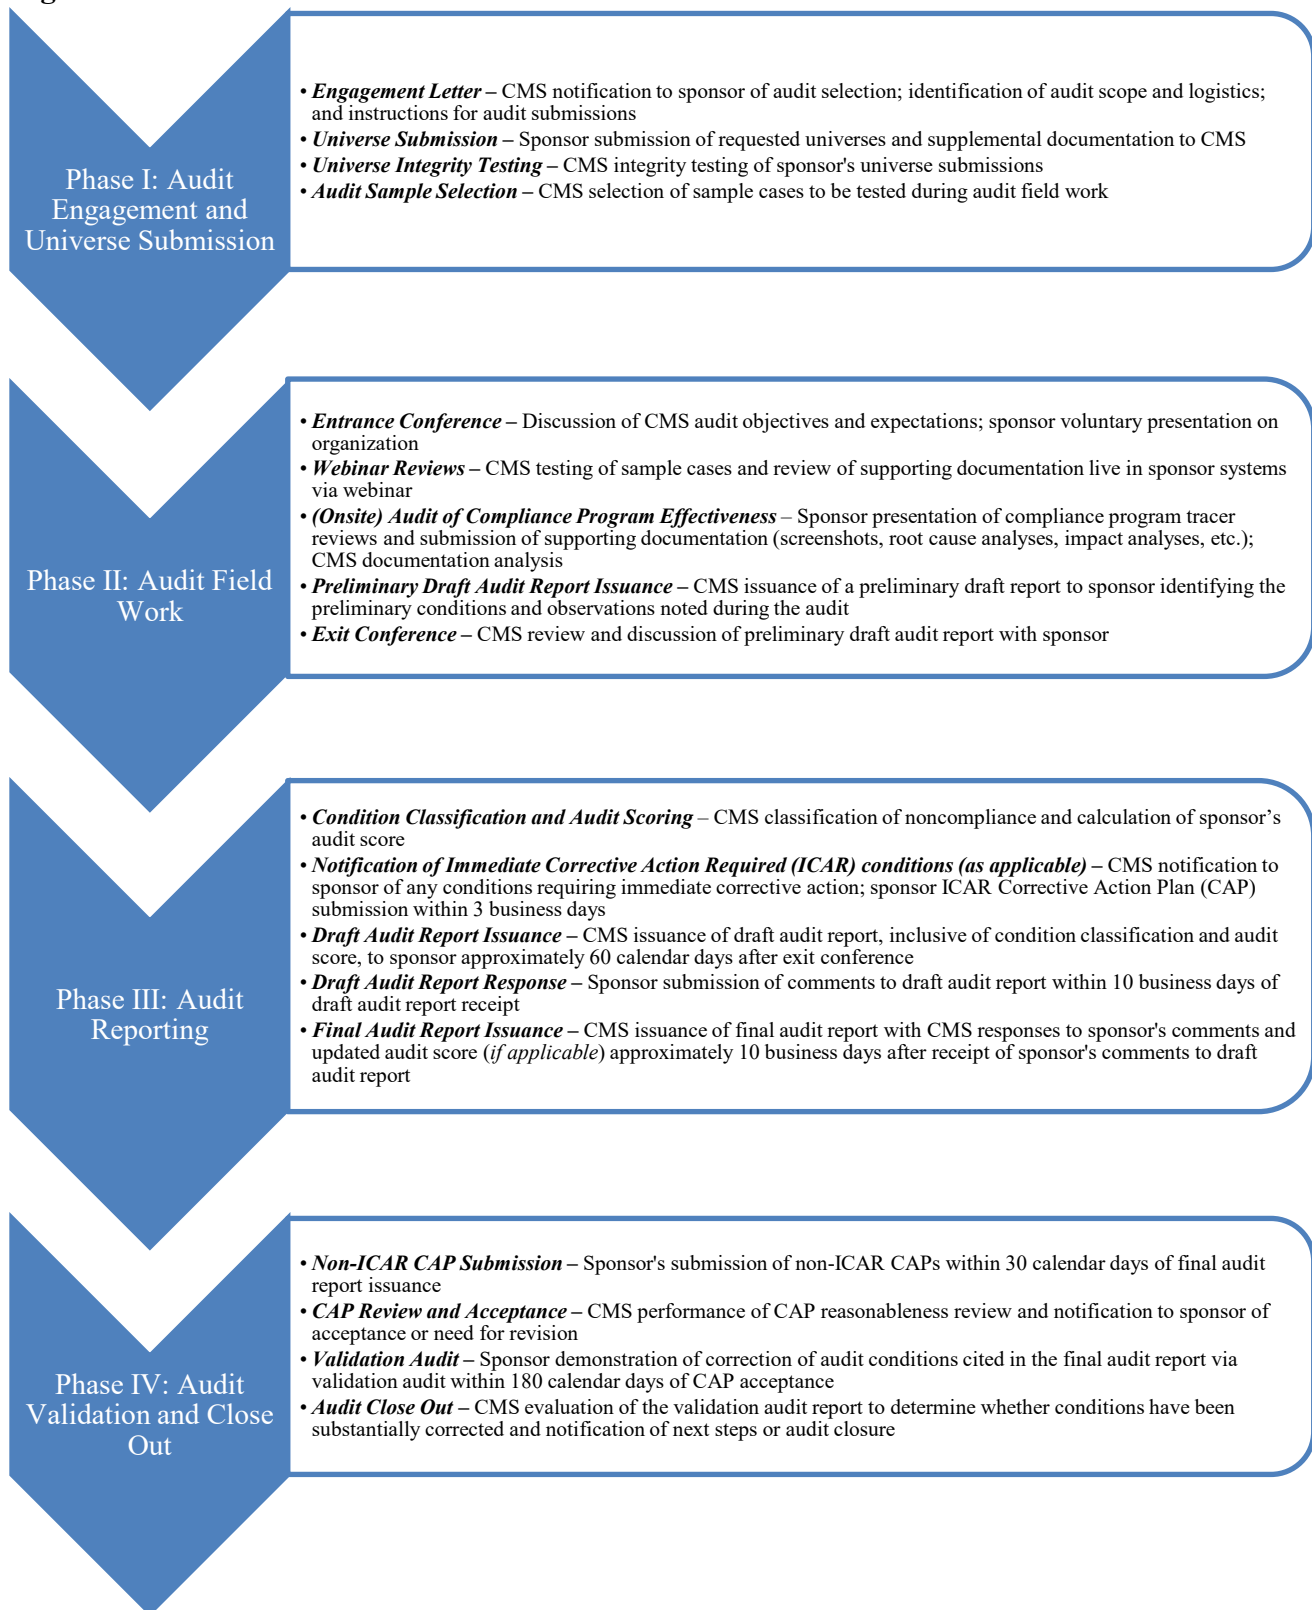 Phase I: Audit
Engagement and
Universe Submission
• Engagement Letter – CMS notification to sponsor of audit selection; identification of audit scope and logistics;
and instructions for audit submissions
• Universe Submission – Sponsor submission of requested universes and supplemental documentation to CMS
• Universe Integrity Testing – CMS integrity testing of sponsor's universe submissions
• Audit Sample Selection – CMS selection of sample cases to be tested during audit field work
Phase II: Audit Field
Work
• Entrance Conference – Discussion of CMS audit objectives and expectations; sponsor voluntary presentation on
organization
• Webinar Reviews – CMS testing of sample cases and review of supporting documentation live in sponsor systems
via webinar
• (Onsite) Audit of Compliance Program Effectiveness – Sponsor presentation of compliance program tracer
reviews and submission of supporting documentation (screenshots, root cause analyses, impact analyses, etc.);
CMS documentation analysis
• Preliminary Draft Audit Report Issuance – CMS issuance of a preliminary draft report to sponsor identifying the
preliminary conditions and observations noted during the audit
• Exit Conference – CMS review and discussion of preliminary draft audit report with sponsor
Phase III: Audit
Reporting
• Condition Classification and Audit Scoring – CMS classification of noncompliance and calculation of sponsor’s
audit score
• Notification of Immediate Corrective Action Required (ICAR) conditions (as applicable) – CMS notification to
sponsor of any conditions requiring immediate corrective action; sponsor ICAR Corrective Action Plan (CAP)
submission within 3 business days
• Draft Audit Report Issuance – CMS issuance of draft audit report, inclusive of condition classification and audit
score, to sponsor approximately 60 calendar days after exit conference
• Draft Audit Report Response – Sponsor submission of comments to draft audit report within 10 business days of
draft audit report receipt
• Final Audit Report Issuance – CMS issuance of final audit report with CMS responses to sponsor's comments and
updated audit score (if applicable) approximately 10 business days after receipt of sponsor's comments to draft
audit report
Phase IV: Audit
Validation and Close
Out
• Non-ICAR CAP Submission – Sponsor's submission of non-ICAR CAPs within 30 calendar days of final audit
report issuance
• CAP Review and Acceptance – CMS performance of CAP reasonableness review and notification to sponsor of
acceptance or need for revision
• Validation Audit – Sponsor demonstration of correction of audit conditions cited in the final audit report via
validation audit within 180 calendar days of CAP acceptance
• Audit Close Out – CMS evaluation of the validation audit report to determine whether conditions have been
substantially corrected and notification of next steps or audit closure